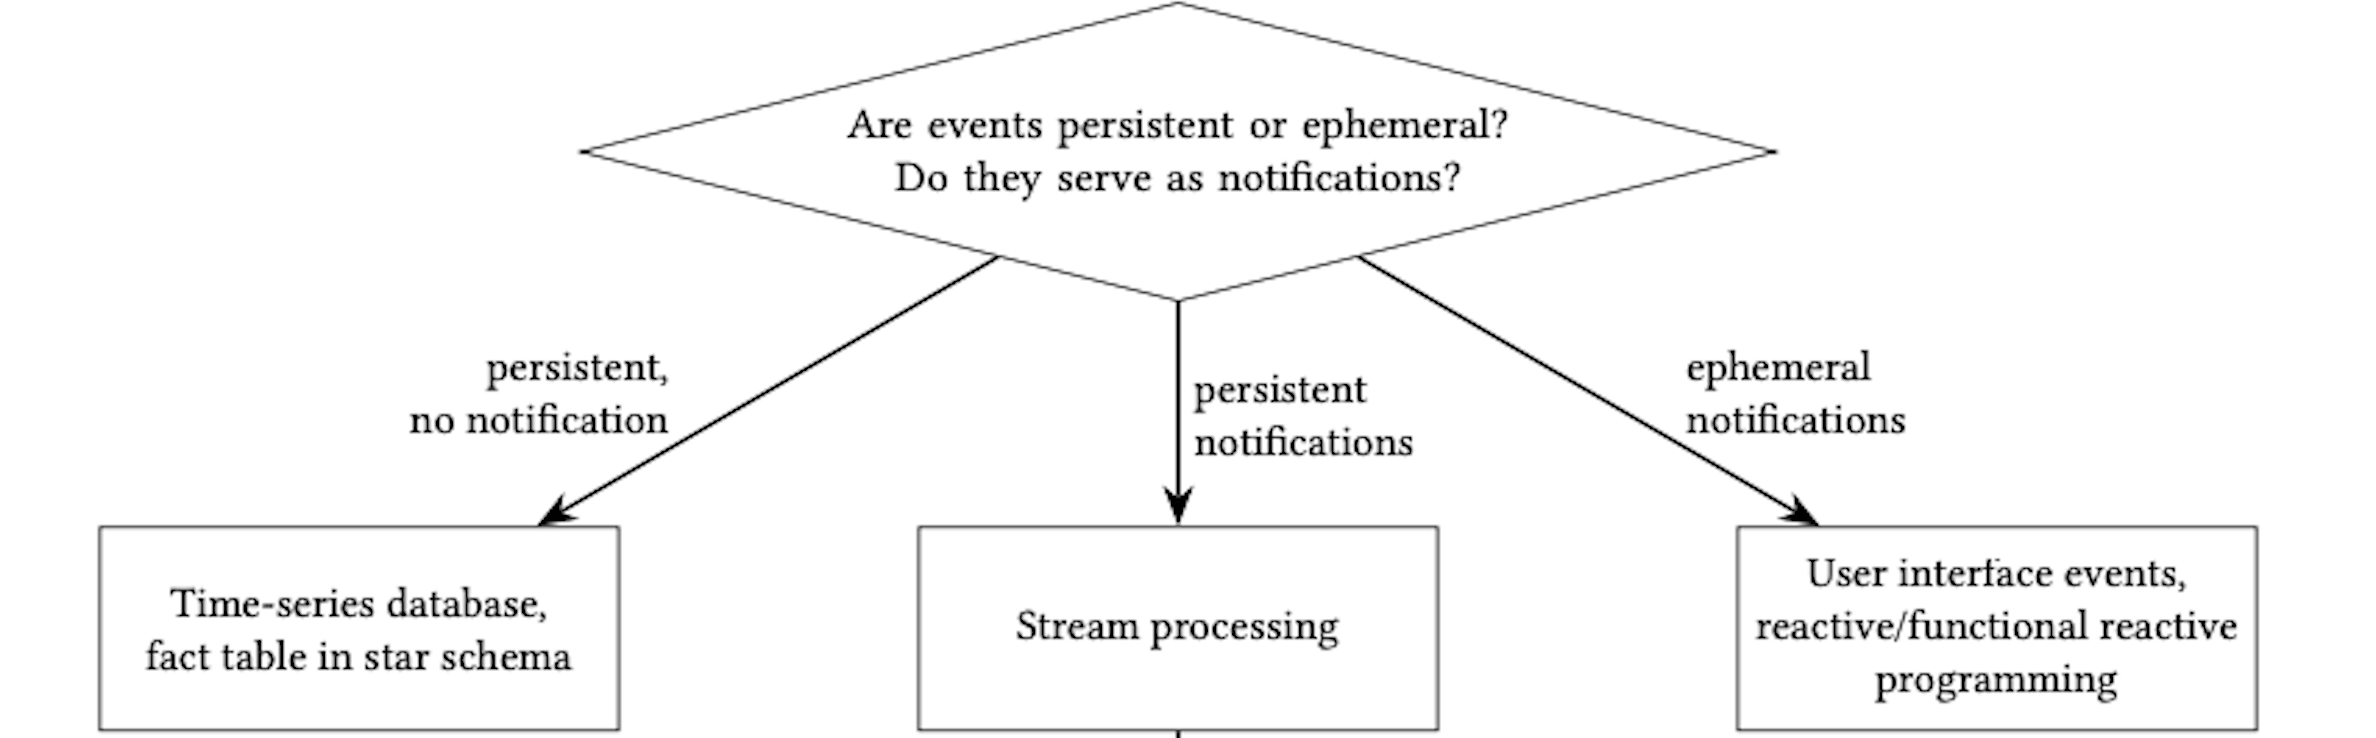 Are events persistent or ephemeral?
Do they serve as notifications?
persistent,
no notification
persistent
notifications
ephemeral
notifications
Time-series database,
fact table in star schema
Stream processing
User interface events,
reactive/functional reactive
programming